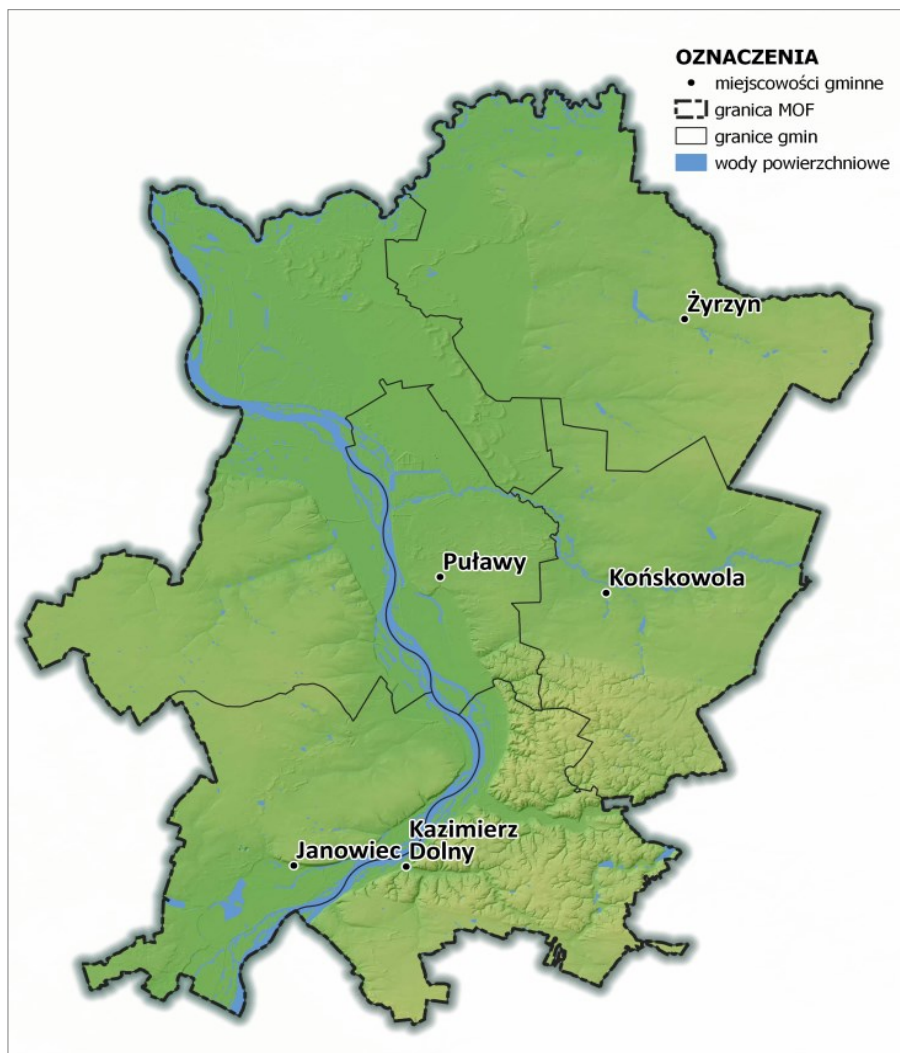 OZNACZENIA
miejscowości gminne
granica MOF
granice gmin
wody powierzchniowe
Żyrzyn
Puławy
Końskowola
Kazimierz
Dolny
Janowiec